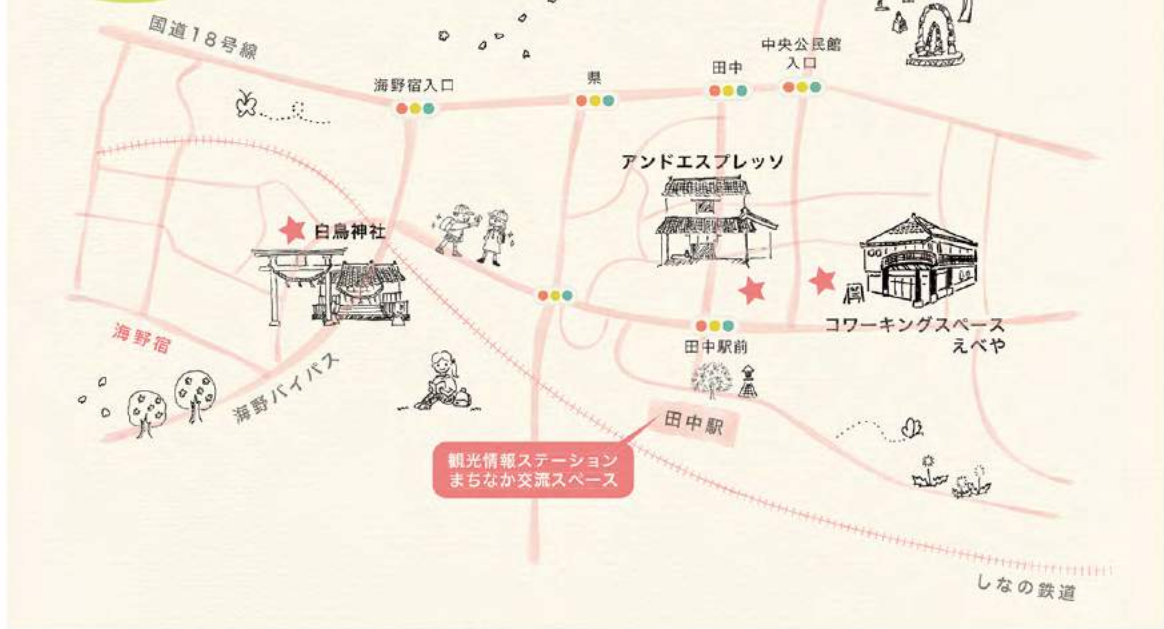 国道18号線
中央公民館
入口
田中
県
海野宿入口
アンドエスプレッソ
白鳥神社
コワーキングスペース
えべや
田中駅前
海野宿
海野バイパス
田中駅
観光情報ステーション
まちなか交流スペース
しなの鉄道